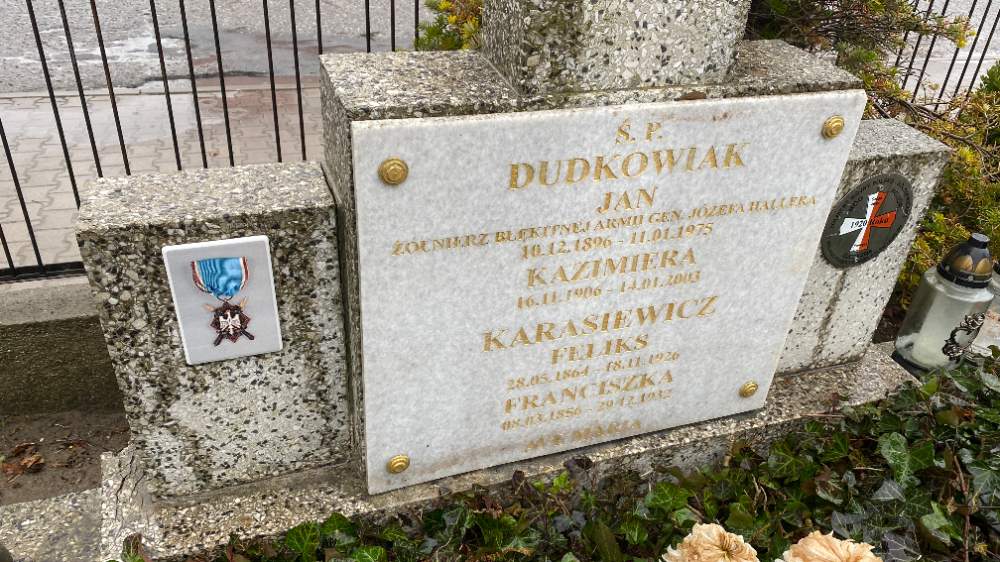 Ś. P.
DUDKOWIAK
JAN
ŻOŁNIERZ BŁĘKITNEJ ARMII GEN. JÓZEFA HALLERA
10.12.1896 - 11.01.1975
KAZIMIERA
16.11.1906 - 14.01.2003
KARASIEWICZ
FELIKS
28.05.1864 - 18.11.1926
FRANCISZKA
08.03.1856 - 29.12.1932
AVE MARIA
1920 roku